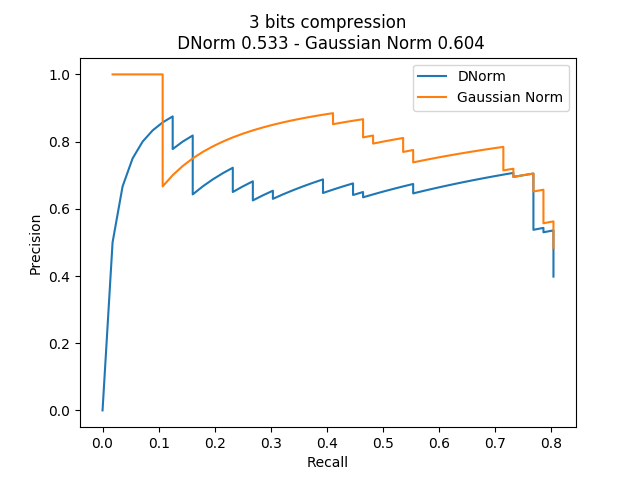 3 bits compression
DNorm 0.533 - Gaussian Norm 0.604
DNorm
Gaussian Norm
1.0
0.8
0.6
0.4
0.2
0.0
Precision
0.0 0.1 0.2 0.3 0.4 0.5 0.6 0.7 0.8
Recall